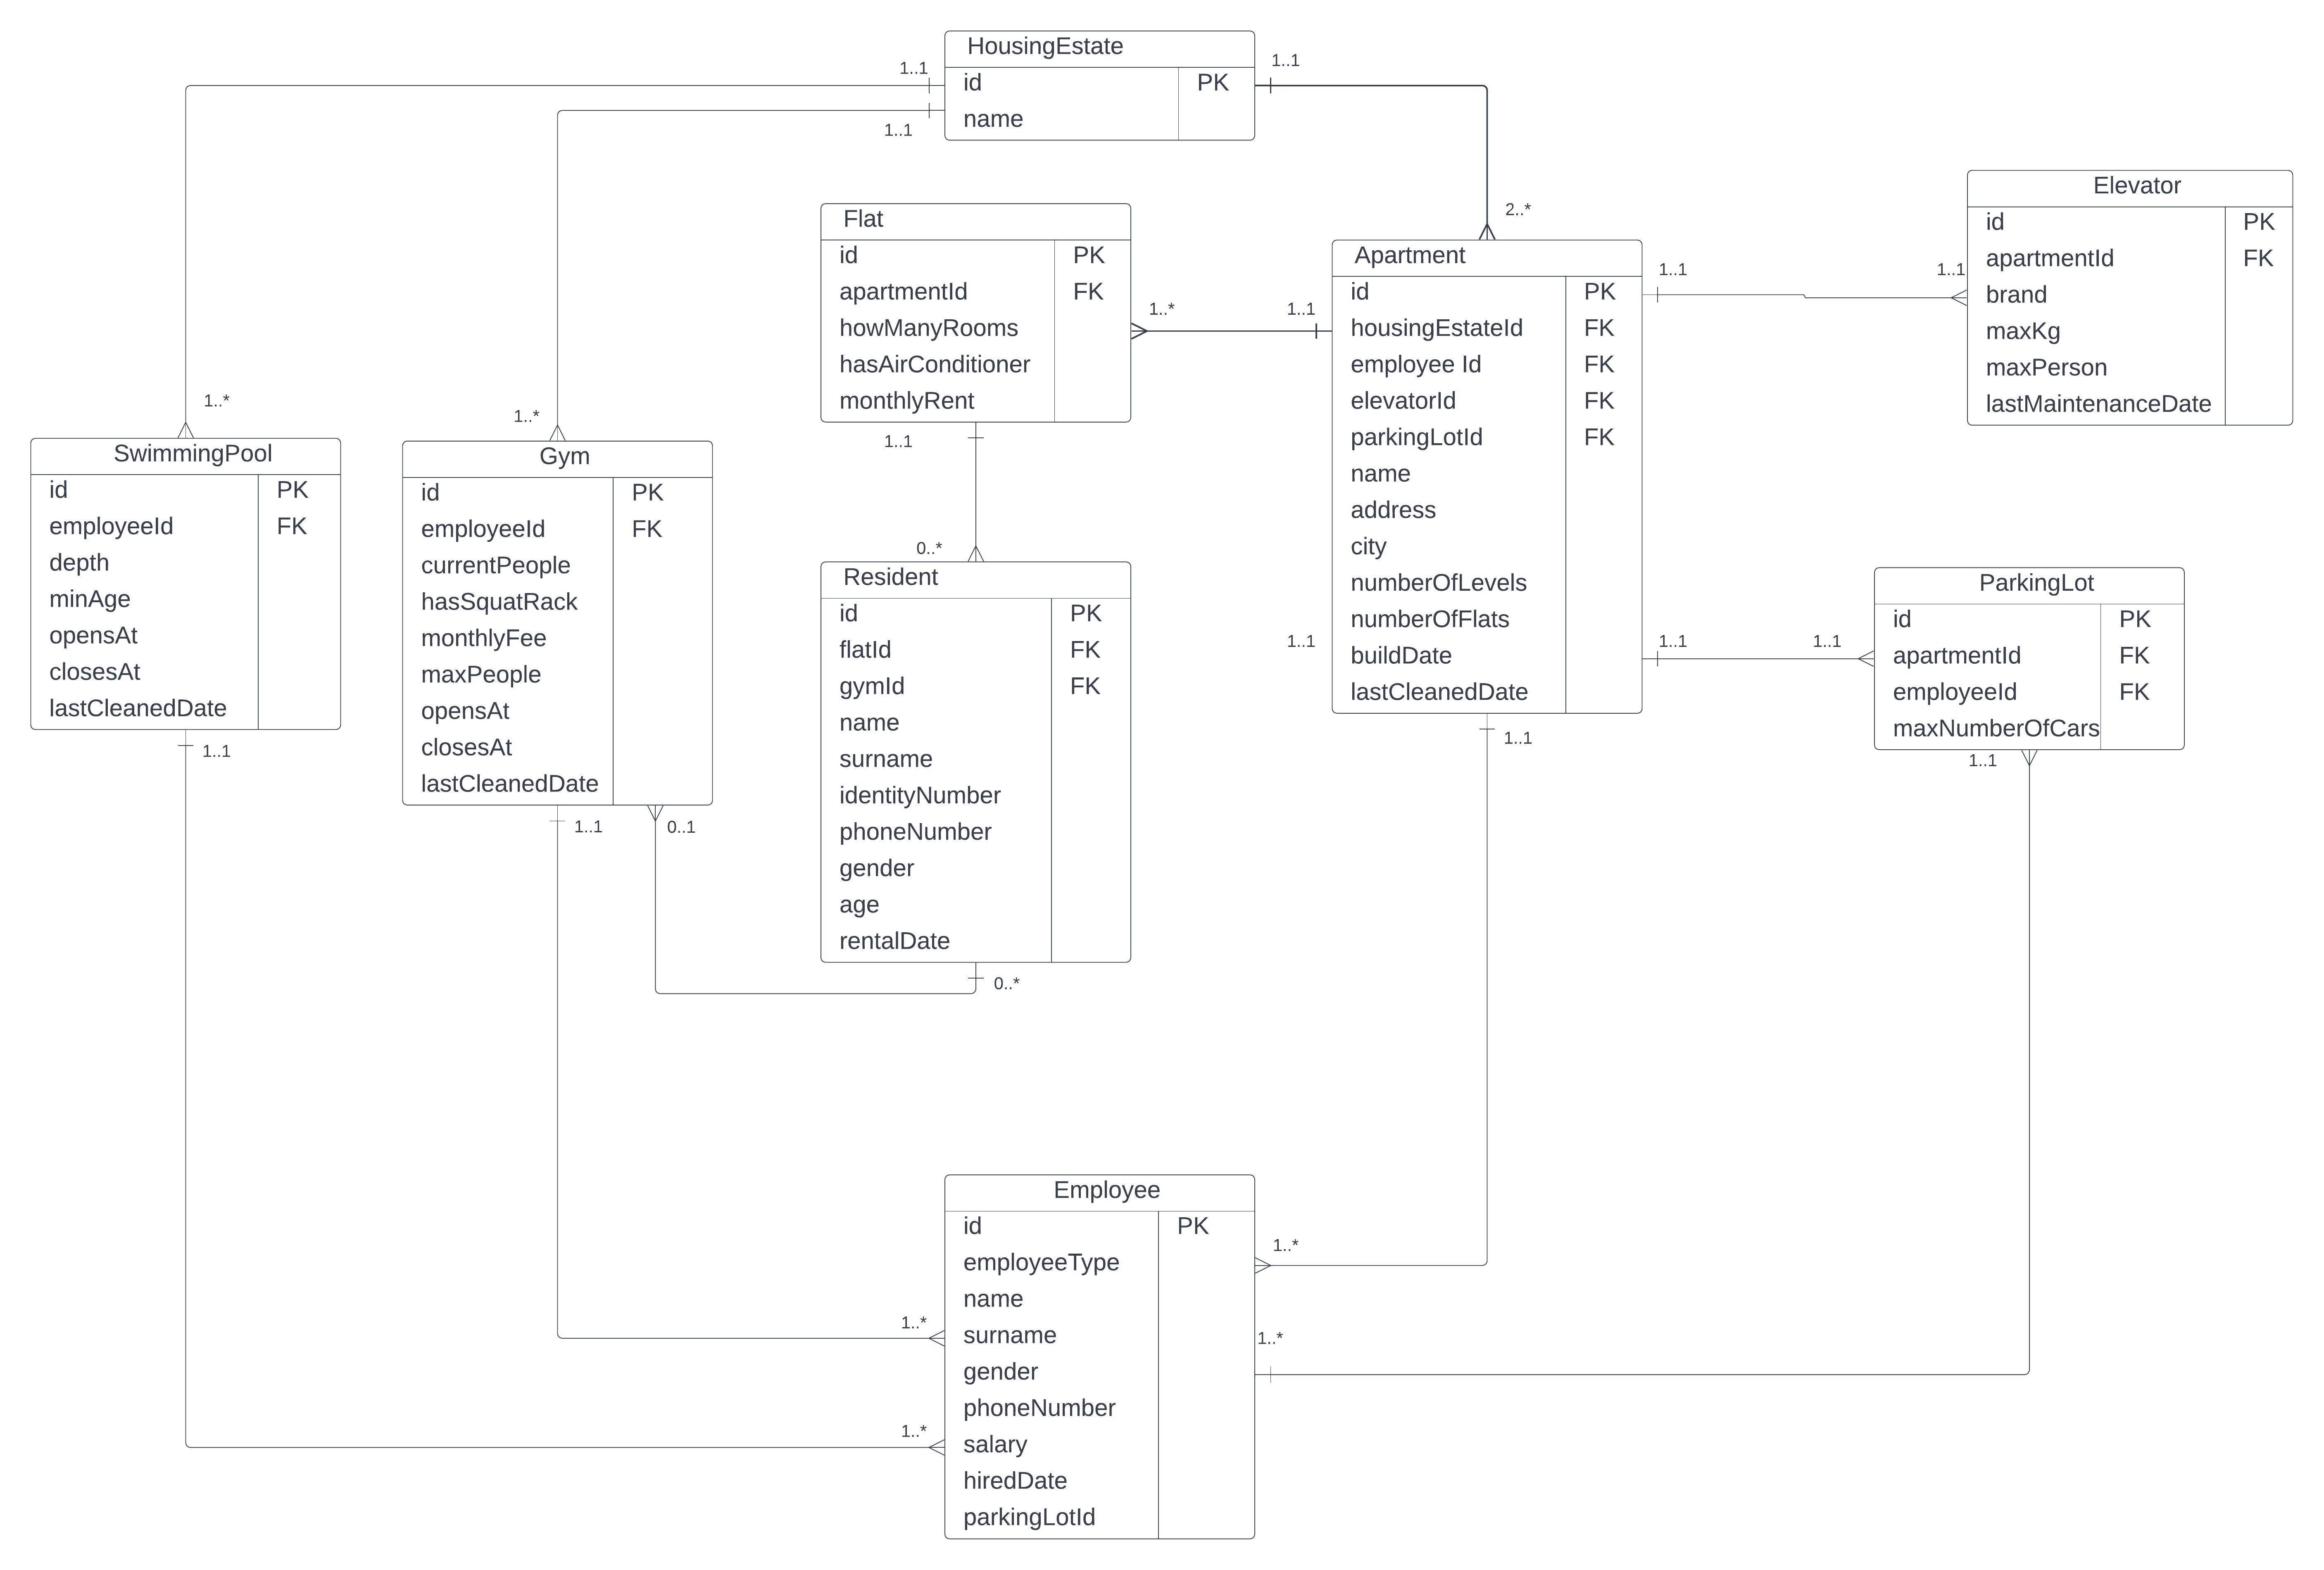 HousingEstate
id PK
name
1..1
1..1
1..1
2..*
1..*
1..*
Flat
id PK
apartmentId FK
howManyRooms
hasAirConditioner
monthlyRent
1..*
1..1
1..1
0..*
Apartment
id PK
housingEstateId FK
employee Id FK
elevatorId FK
parkingLotId FK
name
address
city
numberOfLevels
numberOfFlats
buildDate
lastCleanedDate
1..1
1..1
1..1
1..1
1..1
1..1
Elevator
id PK
apartmentId FK
brand
maxKg
maxPerson
lastMaintenanceDate
SwimmingPool
id PK
employeeId FK
depth
minAge
opensAt
closesAt
lastCleanedDate
1..1
Gym
id PK
employeeId FK
currentPeople
hasSquatRack
monthlyFee
maxPeople
opensAt
closesAt
lastCleanedDate
1..1
0..1
Resident
id PK
flatId FK
gymId FK
name
surname
identityNumber
phoneNumber
gender
age
rentalDate
0..*
ParkingLot
id PK
apartmentId FK
employeeId FK
maxNumberOfCars
1..1
Employee
id PK
employeeType
name
surname
gender
phoneNumber
salary
hiredDate
parkingLotId
1..*
1..*
1..*
1..*